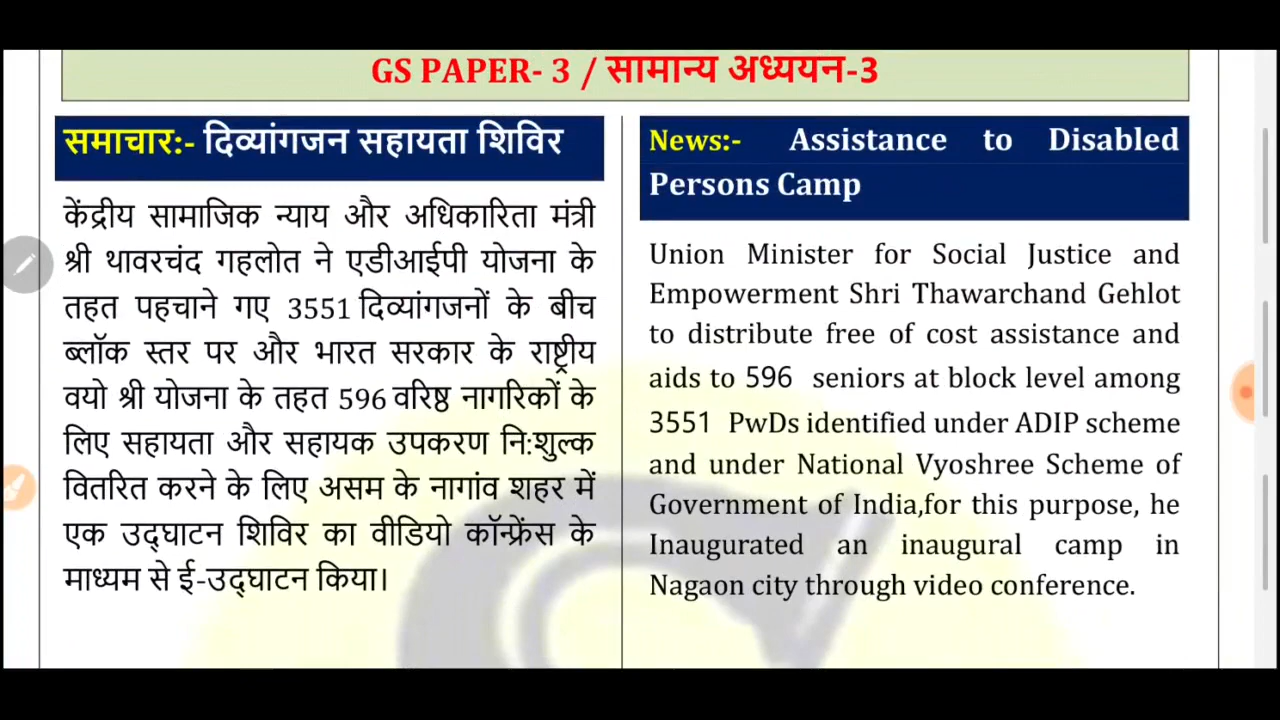 GS PAPER- 3 / सामान्य अध्ययन-3
समाचार:- दिव्यांगजन सहायता शिविर
केंद्रीय सामाजिक न्याय और अधिकारिता मंत्री
श्री थावरचंद गहलोत ने एडीआईपी योजना के
तहत पहचाने गए 3551 दिव्यांगजनों के बीच
ब्लॉक स्तर पर और भारत सरकार के राष्ट्रीय
वयो श्री योजना के तहत 596 वरिष्ठ नागरिकों के
लिए सहायता और सहायक उपकरण नि:शुल्क
वितरित करने के लिए असम के नागांव शहर में
एक उद्घाटन शिविर का वीडियो कॉन्फ्रेंस के
माध्यम से ई-उद्घाटन किया।
News:- Assistance to Disabled
Persons Camp
Union Minister for Social Justice and
Empowerment Shri Thawarchand Gehlot
to distribute free of cost assistance and
aids to 596 seniors at block level among
3551 PwDs identified under ADIP scheme
and under National Vyoshree Scheme of
Government of India,for this purpose, he
Inaugurated an inaugural camp in
Nagaon city through video conference.